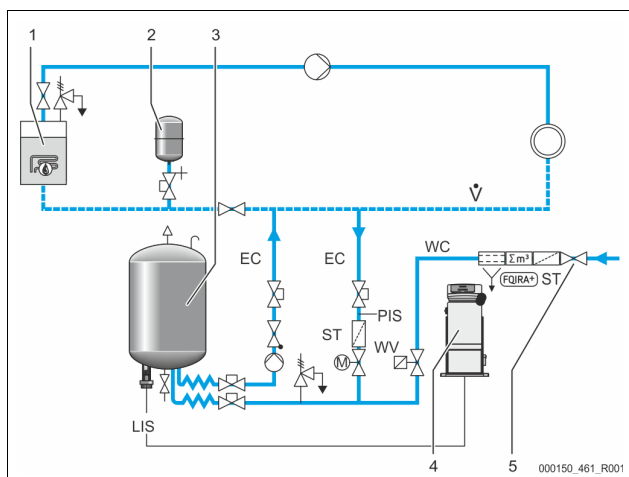 1
2
3
V̇
EC
EC
WC
Σm³
FQIRA+
ST
PIS
ST
M
WV
LIS
4
5
000150_461_R001